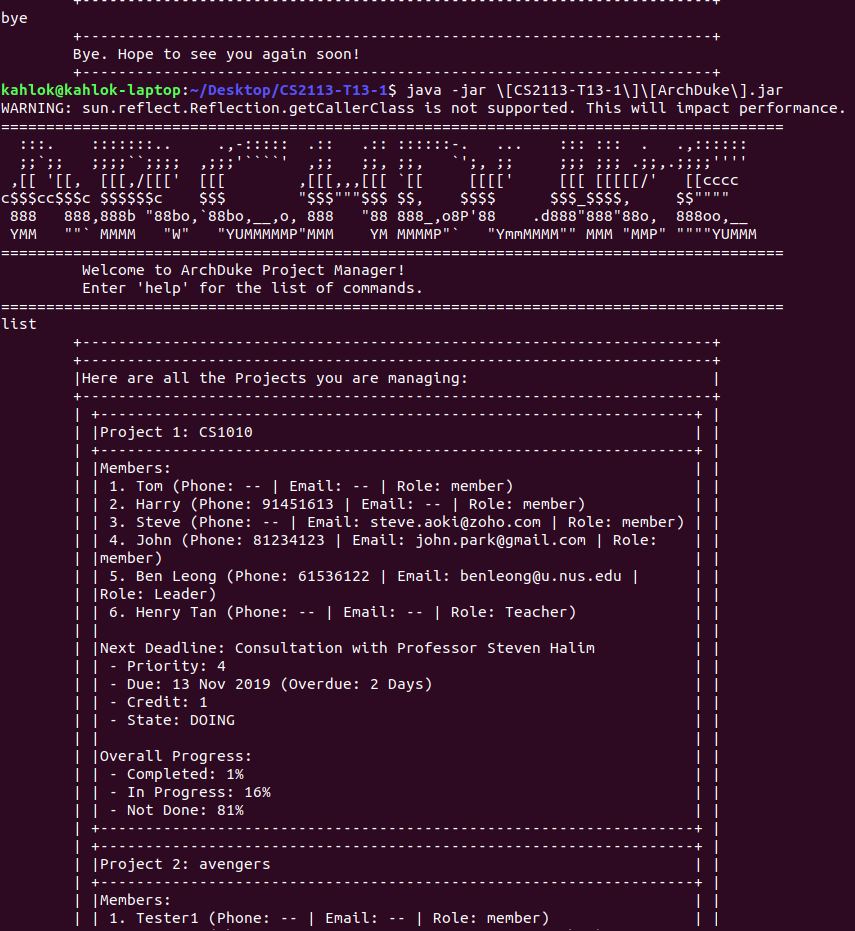 +----------------------------------------------------------------------+
bye
        +----------------------------------------------------------------------+
        Bye. Hope to see you again soon!
        +----------------------------------------------------------------------+
kahlok@kahlok-laptop:~/Desktop/CS2113-T13-1$ java -jar \[CS2113-T13-1\]\[ArchDuke\].jar
WARNING: sun.reflect.Reflection.getCallerClass is not supported. This will impact performance.
=======================================================================================
  :::.    :::::::..     .,-:::::  .::   .:: ::::::-.   ...    ::: :::  .   .,::::::
  ;;`;;   ;;;;``;;;;  ,;;;'````'  ,;;   ;;, ;;,   `';, ;;     ;;; ;;; .;;,.;;;;''''
 ,[[ '[[,  [[[,/[[['  [[[        ,[[[,,,[[[ `[[     [[[['     [[[ [[[[[/'   [[cccc
c$$$cc$$$c $$$$$$c    $$$        "$$$"""$$$ $$,    $$$$      $$$_$$$$,     $$""""
 888   888,888b "88bo,`88bo,__,o, 888   "88 888_,o8P'88    .d888"888"88o,  888oo,__
 YMM   ""` MMMM   "W"   "YUMMMMMP"MMM    YM MMMMP"`   "YmmMMMM"" MMM "MMP" """"YUMMM
=======================================================================================
         Welcome to ArchDuke Project Manager!
         Enter 'help' for the list of commands.
=======================================================================================
list
        +----------------------------------------------------------------------+
        +----------------------------------------------------------------------+
        |Here are all the Projects you are managing:                           |
        +----------------------------------------------------------------------+
        | +------------------------------------------------------------------+ |
        | |Project 1: CS1010                                                 | |
        | +------------------------------------------------------------------+ |
        | |Members:                                                          | |
        | | 1. Tom (Phone: -- | Email: -- | Role: member)                    | |
        | | 2. Harry (Phone: 91451613 | Email: -- | Role: member)            | |
        | | 3. Steve (Phone: -- | Email: steve.aoki@zoho.com | Role: member) | |
        | | 4. John (Phone: 81234123 | Email: john.park@gmail.com | Role:    | |
        | |member)                                                           | |
        | | 5. Ben Leong (Phone: 61536122 | Email: benleong@u.nus.edu |      | |
        | |Role: Leader)                                                     | |
        | | 6. Henry Tan (Phone: -- | Email: -- | Role: Teacher)             | |
        | |                                                                  | |
        | |Next Deadline: Consultation with Professor Steven Halim           | |
        | | - Priority: 4                                                    | |
        | | - Due: 13 Nov 2019 (Overdue: 2 Days)                             | |
        | | - Credit: 1                                                      | |
        | | - State: DOING                                                   | |
        | |                                                                  | |
        | |Overall Progress:                                                 | |
        | | - Completed: 1%                                                  | |
        | | - In Progress: 16%                                               | |
        | | - Not Done: 81%                                                  | |
        | +------------------------------------------------------------------+ |
        | +------------------------------------------------------------------+ |
        | |Project 2: avengers                                               | |
        | +------------------------------------------------------------------+ |
        | |Members:                                                          | |
        | | 1. Tester1 (Phone: -- | Email: -- | Role: member)                | |